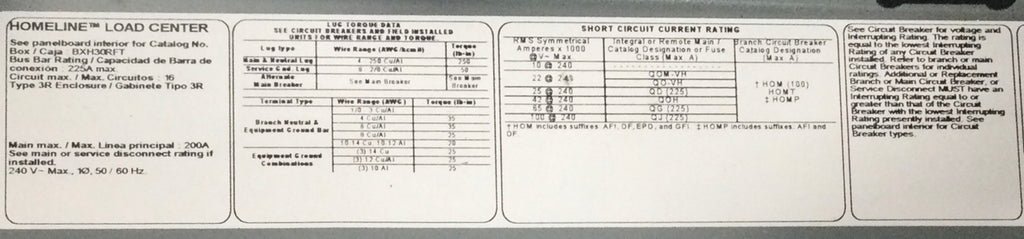 HOMELINE™ LOAD CENTER
See panelboard interior for Catalog No.
Box / Caja : BXH30RFT
Bus Bar Rating / Capacidad de Barra de
conexion : 225A max.
Circuit max. / Max. Circuitos : 16
Type 3R Enclosure / Gabinete Tipo 3R
Main max. / Max. Linea principal : 200A
See main or service disconnect rating if
installed.
240 V~ Max., 1Ø, 50 / 60 Hz.
LUG TORQUE DATA
SEE CIRCUIT BREAKERS AND FIELD INSTALLED
UNITS FOR WIRE RANGE AND TORQUE.
Lug Type Wire Range (AWG/kcmil) Torque (lb-in)
Main & Neutral Lug 4 - 250 Cu/Al 250
Service Gnd. Lug 50
Alternate Main Breaker See Main Breaker See Main Breaker
Terminal Type Wire Range (AWG) Torque (lb-in)
Branch Neutral &
Equipment Ground Bar
1/0 - 3 Cu/Al
4 Cu/Al 35
6 Cu/Al 25
8 Cu/Al 25
10-14 Cu, 10-12 Al 20
Equipment Ground
Combinations
(3) 14 Cu 25
(3) 12 Cu/Al 25
(3) 10 Al 25
SHORT CIRCUIT CURRENT RATING
RMS Symmetrical Amperes x 1000 @ V~ Max
Integral or Remote Main / Catalog Designation or Fuse Class (Max. A)
Branch Circuit Breaker Catalog Designation (Max. A)
10 @ 240 ------
22 @ 240 QOM-VH
QO-VH
25 @ 240 QD (225)
42 @ 240 QOH
65 @ 240 QG (225)
100 @ 240 QJ (225)
† HOM (100)
HOMT
‡ HOMP
† HOM includes suffixes: AFI, DF, EPD, and GFI. ‡ HOMP includes suffixes: AFI and
DF.
See Circuit Breaker for voltage and
Interrupting Rating. The rating is
equal to the lowest Interrupting
Rating of any Circuit Breaker
installed. Refer to branch or main
Circuit Breakers for individual
ratings. Additional or Replacement
Branch or Main Circuit Breaker, or
Service Disconnect MUST have an
Interrupting Rating equal to or
greater than that of the Circuit
Breaker with the lowest Interrupting
Rating presently installed. See
panelboard interior for Circuit
Breaker types.